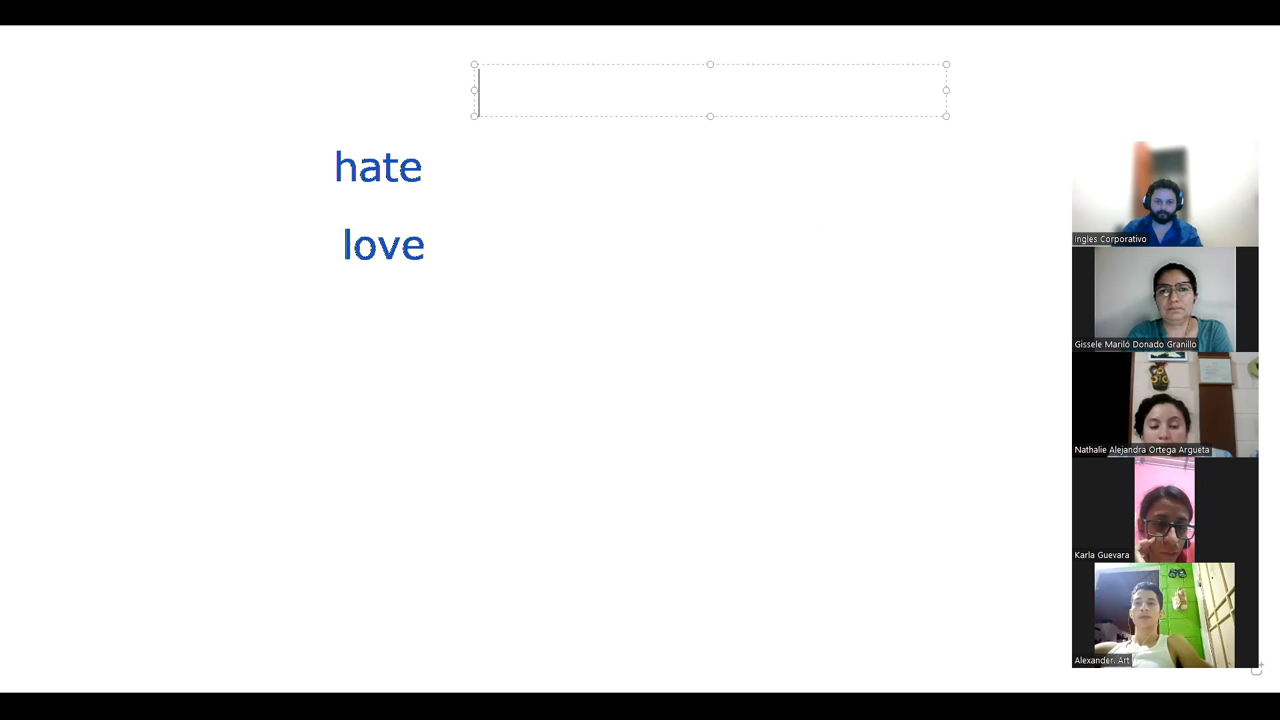 hate
love
Ingles Corporativo
Gissele Mariló Donado Granillo
Nathalie Alejandra Ortega Argueta
Karla Guevara
Alexander. Art